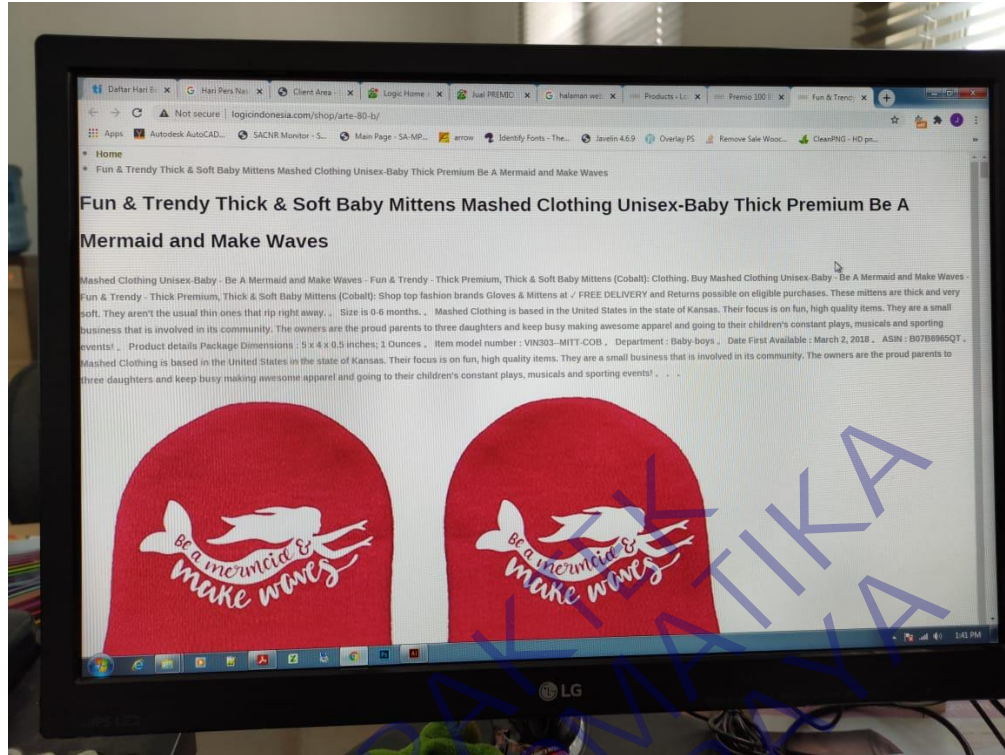 Daftar Hari B
Hari Pers Nas
Client Area
Logic Home
Jual PREMIO
halaman web
Products
Premio 100
Fun & Trendy
Not secure | logicindonesia.com/shop/arte-80-b/
Apps
Autodesk AutoCAD...
SACNR Monitor - S...
Main Page - SA-MP...
arrow
Identify Fonts - The...
Javelin 4.6.9
Overlay PS
Remove Sale Wooc...
CleanPNG - HD pn...
Home
Fun & Trendy Thick & Soft Baby Mittens Mashed Clothing Unisex-Baby Thick Premium Be A Mermaid and Make Waves
Fun & Trendy Thick & Soft Baby Mittens Mashed Clothing Unisex-Baby Thick Premium Be A
Mermaid and Make Waves
Mashed Clothing Unisex-Baby - Be A Mermaid and Make Waves - Fun & Trendy - Thick Premium, Thick & Soft Baby Mittens (Cobalt): Clothing. Buy Mashed Clothing Unisex-Baby - Be A Mermaid and Make Waves -
Fun & Trendy - Thick Premium, Thick & Soft Baby Mittens (Cobalt): Shop top fashion brands Gloves & Mittens at ✓ FREE DELIVERY and Returns possible on eligible purchases. These mittens are thick and very
soft. They aren't the usual thin ones that rip right away. , Size is 0-6 months. , Mashed Clothing is based in the United States in the state of Kansas. Their focus is on fun, high quality items. They are a small
business that is involved in its community. The owners are the proud parents to three daughters and keep busy making awesome apparel and going to their children's constant plays, musicals and sporting
events! , Product details Package Dimensions : 5 x 4 x 0.5 inches; 1 Ounces , Item model number : VIN303--MITT-COB , Department : Baby-boys , Date First Available : March 2, 2018 , ASIN : B07B6965QT ,
Mashed Clothing is based in the United States in the state of Kansas. Their focus is on fun, high quality items. They are a small business that is involved in its community. The owners are the proud parents to
three daughters and keep busy making awesome apparel and going to their children's constant plays, musicals and sporting events! , , ,
Be a mermaid &
make waves
Be a mermaid &
make waves
1:41 PM
LG